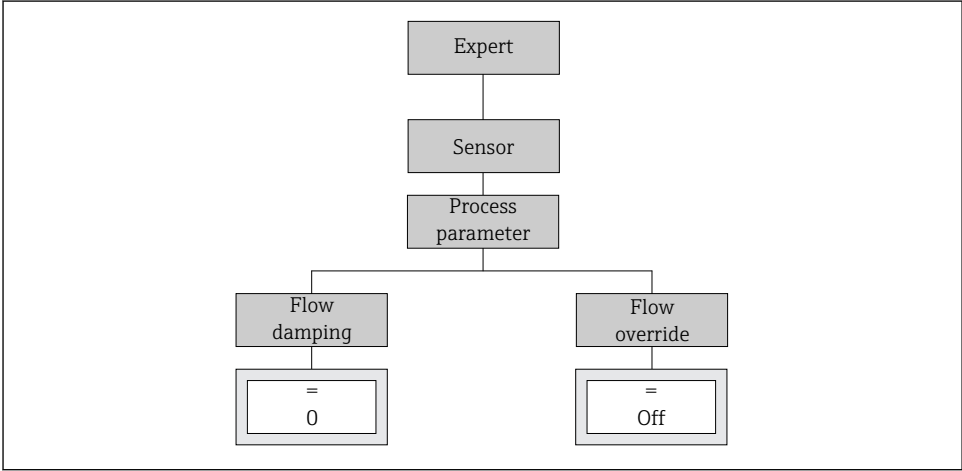 Expert
Sensor
Process
parameter
Flow
damping
Flow
override
=
0
=
Off